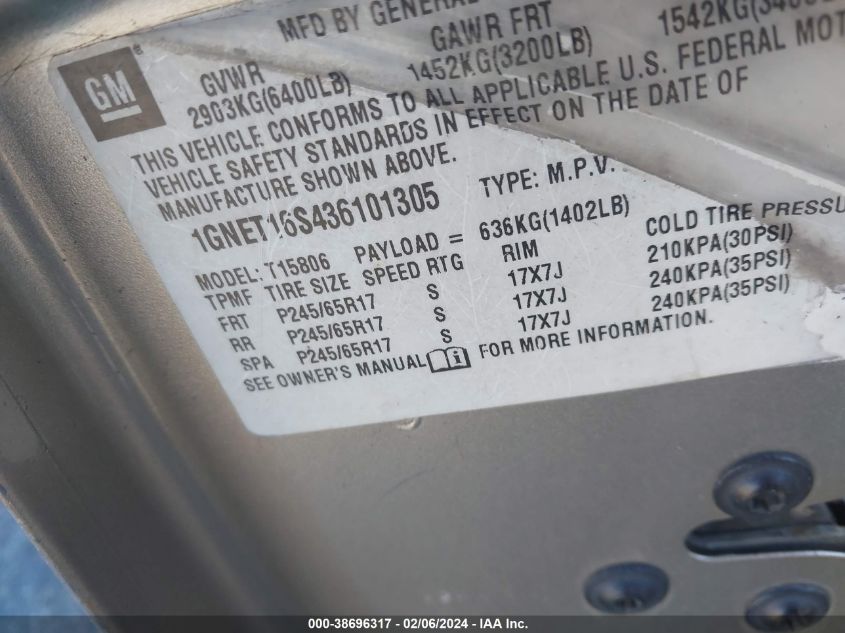 MFD BY GENERAL
GM
®
GVWR GAWR FRT
2903KG(6400LB) 1452KG(3200LB) 1542KG(3400LB
THIS VEHICLE CONFORMS TO ALL APPLICABLE U.S. FEDERAL MOT
VEHICLE SAFETY STANDARDS IN EFFECT ON THE DATE OF
MANUFACTURE SHOWN ABOVE.
1GNET16S436101305 TYPE: M.P.V.
MODEL: T15806 PAYLOAD = 636KG(1402LB)
TPMF TIRE SIZE SPEED RTG RIM COLD TIRE PRESSU
FRT P245/65R17 S 17X7J 210KPA(30PSI)
RR P245/65R17 S 17X7J 240KPA(35PSI)
SPA P245/65R17 S 17X7J 240KPA(35PSI)
SEE OWNER'S MANUAL FOR MORE INFORMATION.
000-38696317 - 02/06/2024 - IAA Inc.